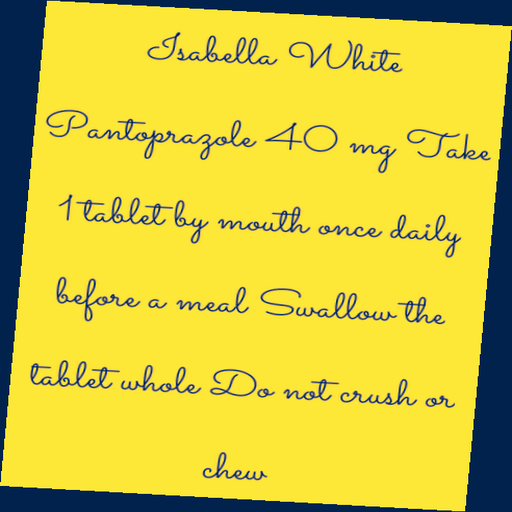 Isabella White
Pantoprazole 40 mg Take
1 tablet by mouth once daily
before a meal Swallow the
tablet whole Do not crush or
chew